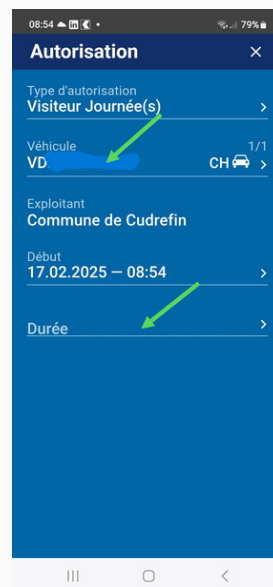 08:54
79%
Autorisation ×
Type d'autorisation
Visiteur Journée(s)
Véhicule 1/1
VD CH
Exploitant
Commune de Cudrefin
Début
17.02.2025 — 08:54
Durée